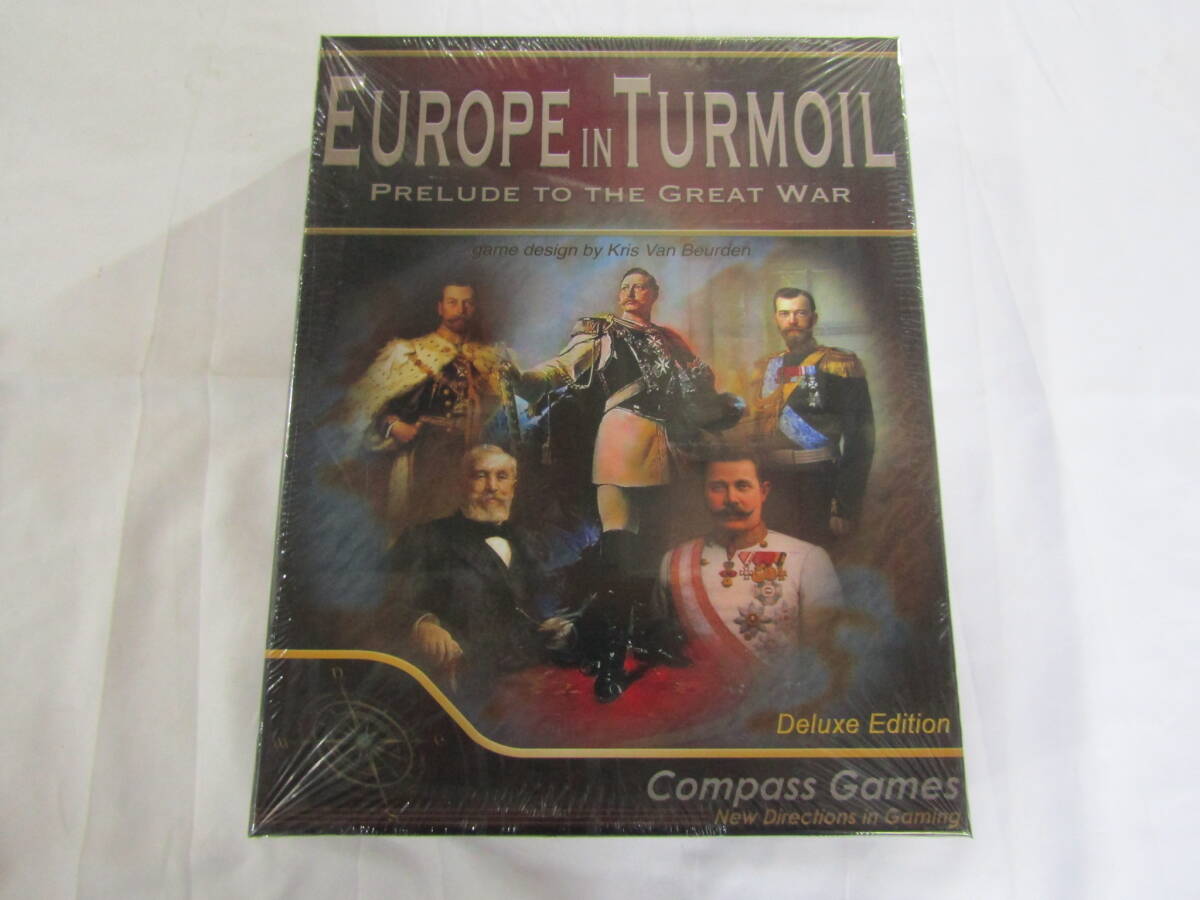 EUROPE IN TURMOIL
PRELUDE TO THE GREAT WAR
game design by Kris Van Beurden
Deluxe Edition
Compass Games
New Directions in Gaming